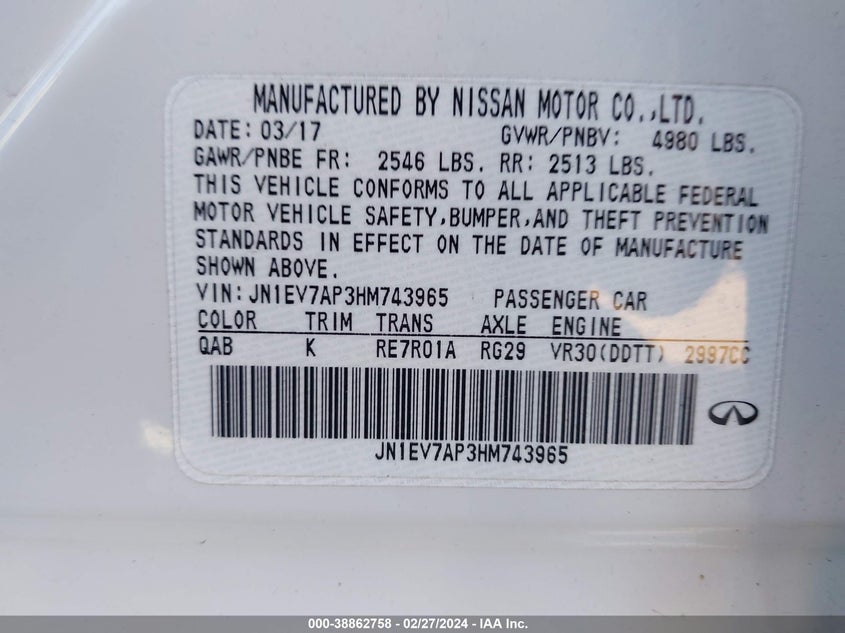 MANUFACTURED BY NISSAN MOTOR CO.,LTD.
DATE: 03/17 GVWR/PNBV: 4980 LBS.
GAWR/PNBE FR: 2546 LBS. RR: 2513 LBS.
THIS VEHICLE CONFORMS TO ALL APPLICABLE FEDERAL
MOTOR VEHICLE SAFETY,BUMPER,AND THEFT PREVENTION
STANDARDS IN EFFECT ON THE DATE OF MANUFACTURE
SHOWN ABOVE.
VIN: JN1EV7AP3HM743965 PASSENGER CAR
COLOR TRIM TRANS AXLE ENGINE
QAB K RE7R01A RG29 VR30(DDTT) 2997CC
JN1EV7AP3HM743965
000-38862758 - 02/27/2024 - IAA Inc.